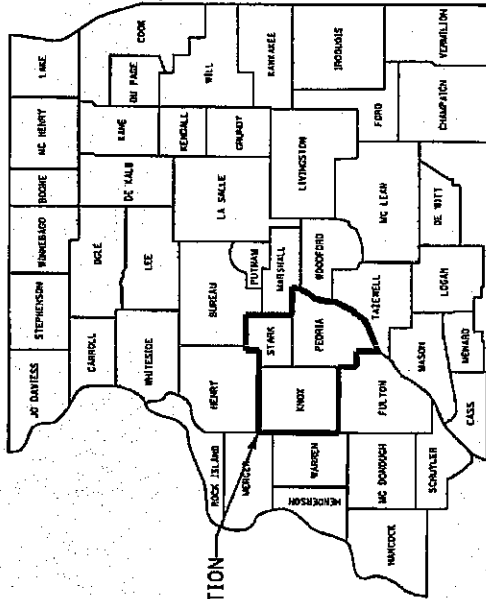 JO DAVIESS
STEPHENSON
WINNEBAGO
BOONE
MC HENRY
LAKE
CARROLL
OGLE
DE KALB
KANE
COOK
DU PAGE
WHITESIDE
LEE
KENDALL
WILL
ROCK ISLAND
HENRY
BUREAU
LA SALLE
GRUNDY
KANKAKEE
MERCER
STARK
PUTNAM
MARSHALL
LIVINGSTON
IROQUOIS
TION
HENDERSON
WARREN
KNOX
PEORIA
WOODFORD
FORD
HANCOCK
MC DONOUGH
FULTON
TAZEWELL
MC LEAN
SCHUYLER
MASON
LOGAN
DE WITT
CHAMPAIGN
VERMILION
CASS
MENARD